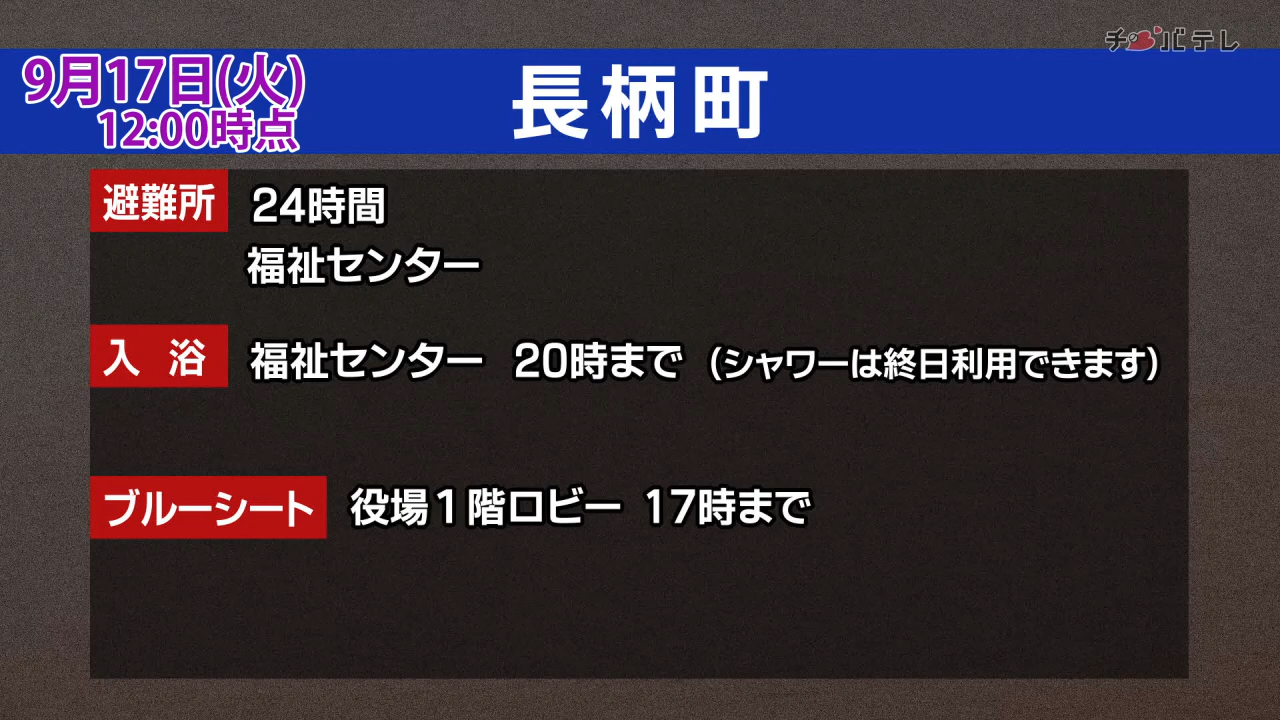 チバテレ
9月17日(火)
12:00時点
長柄町
避難所
24時間
福祉センター
入浴
福祉センター 20時まで (シャワーは終日利用できます)
ブルーシート
役場1階ロビー 17時まで